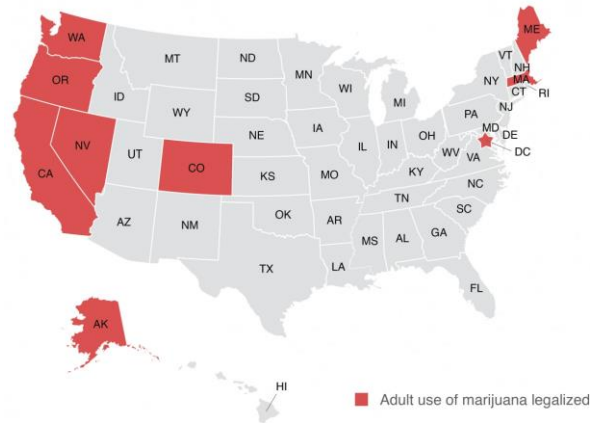 WA
ME
MT
ND
VT
NH
OR
MN
MA
ID
SD
WI
NY
CT
RI
WY
MI
NJ
PA
IA
NE
MD
DE
NV
OH
IL
IN
UT
DC
CO
WV
VA
CA
KS
MO
KY
NC
TN
AZ
NM
OK
AR
SC
MS
AL
GA
TX
LA
FL
AK
HI
Adult use of marijuana legalized